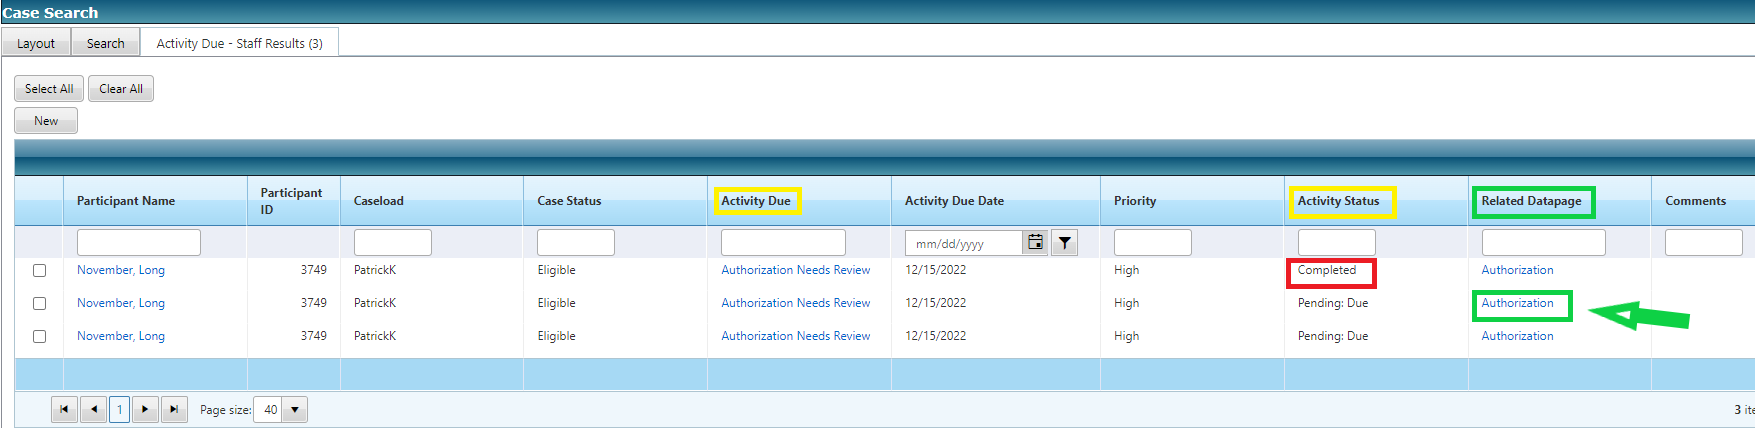 Case Search
Layout Search Activity Due - Staff Results (3)
Select All Clear All
New
Participant Name Participant ID Caseload Case Status Activity Due Activity Due Date Priority Activity Status Related Datapage Comments
mm/dd/yyyy
November, Long 3749 PatrickK Eligible Authorization Needs Review 12/15/2022 High Completed Authorization
November, Long 3749 PatrickK Eligible Authorization Needs Review 12/15/2022 High Pending: Due Authorization
November, Long 3749 PatrickK Eligible Authorization Needs Review 12/15/2022 High Pending: Due Authorization
1 Page size: 40 3 ite